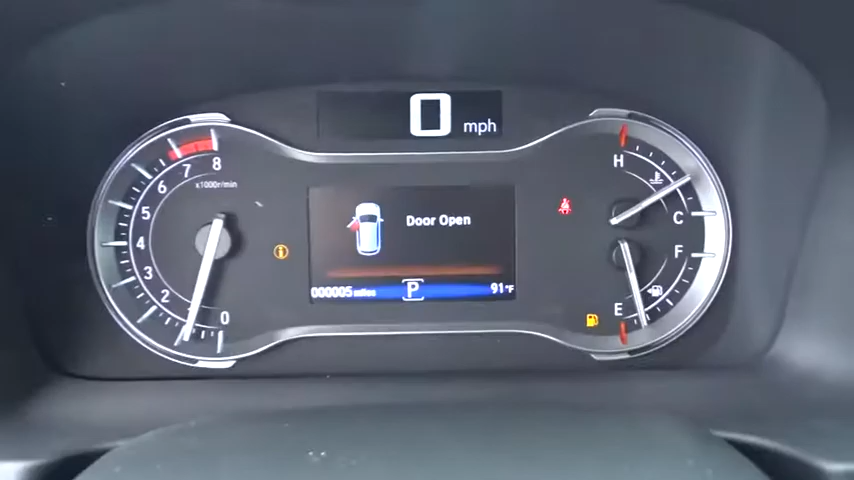 0 mph
8
7
6
5
4
3
2
1
0
x1000r/min
Door Open
000005 miles P 91°F
H
C
F
E